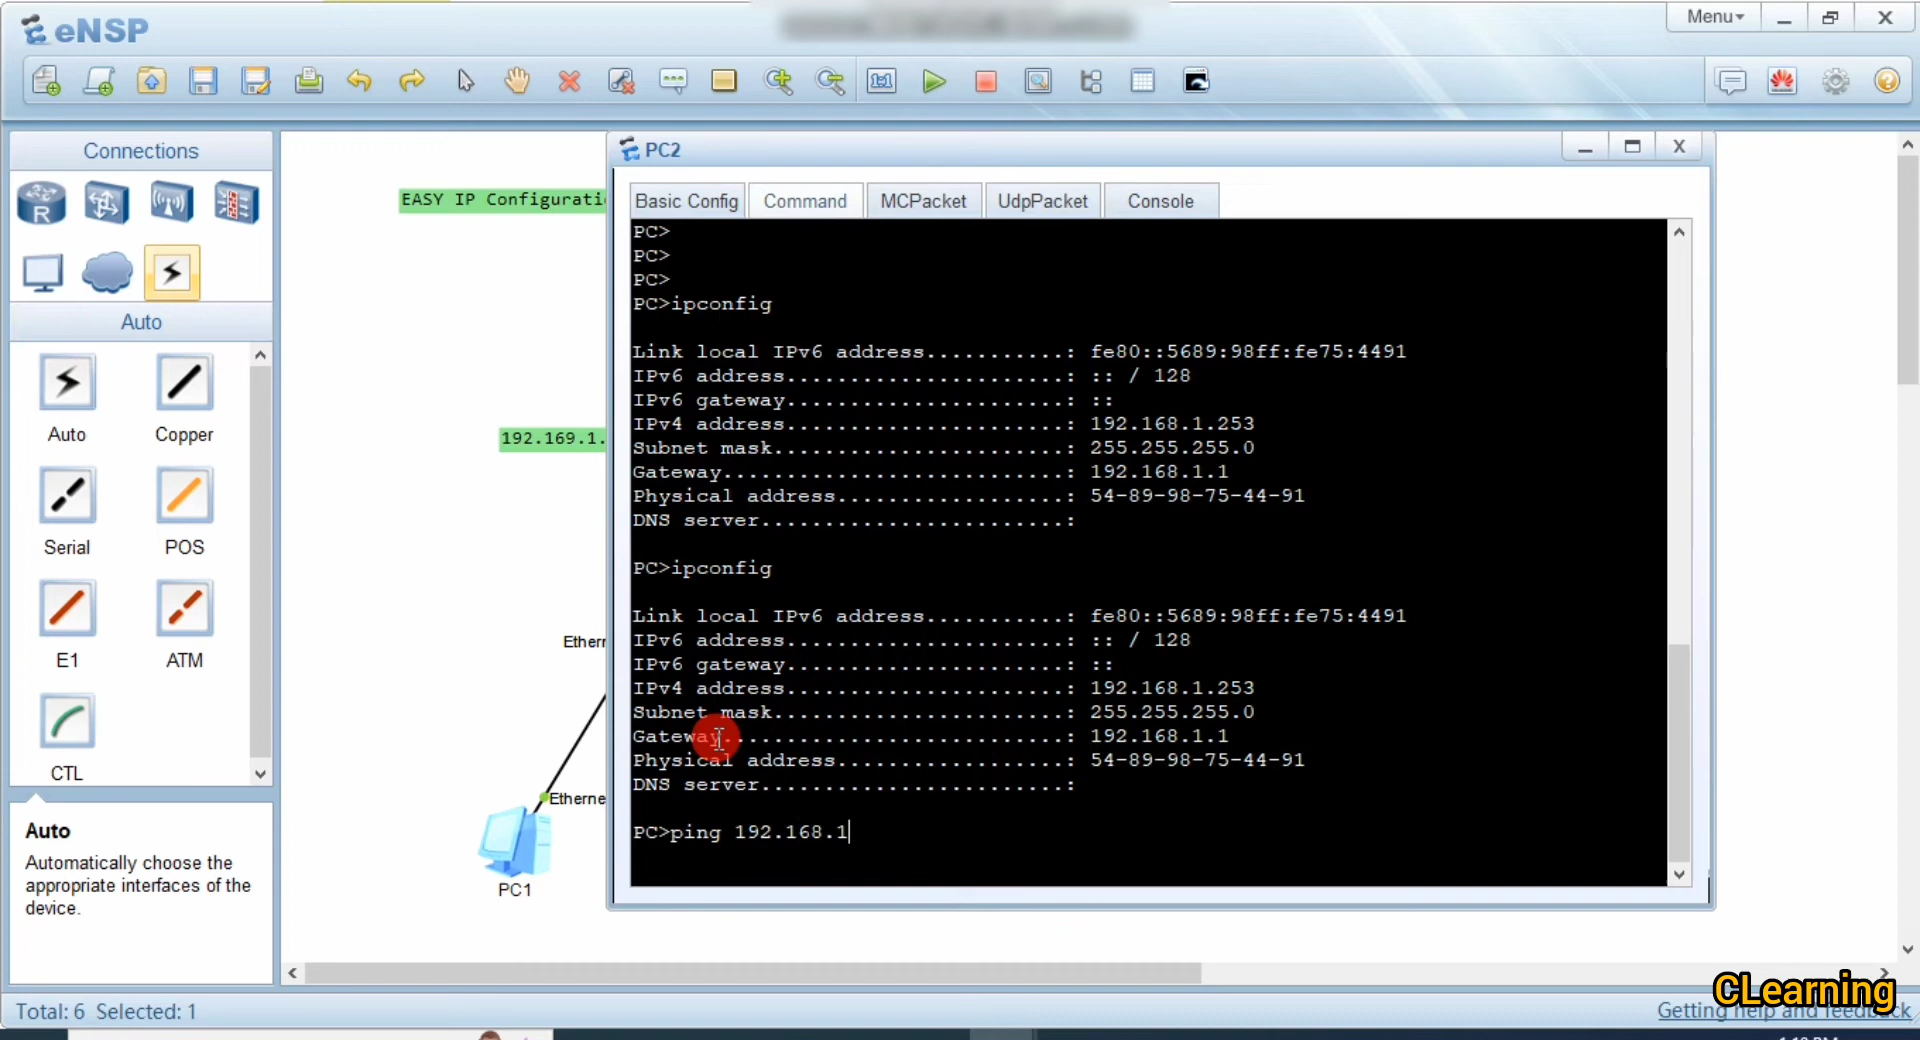 eNSP
Menu
Connections
Auto
Auto
Copper
Serial
POS
E1
ATM
CTL
Auto
Automatically choose the
appropriate interfaces of the
device.
EASY IP Configurati
192.169.1.
Ethern
Etherne
PC1
PC2
Basic Config
Command
MCPacket
UdpPacket
Console
PC>
PC>
PC>
PC>ipconfig
Link local IPv6 address...........: fe80::5689:98ff:fe75:4491
IPv6 address......................: :: / 128
IPv6 gateway......................: ::
IPv4 address......................: 192.168.1.253
Subnet mask.......................: 255.255.255.0
Gateway...........................: 192.168.1.1
Physical address..................: 54-89-98-75-44-91
DNS server........................:
PC>ipconfig
Link local IPv6 address...........: fe80::5689:98ff:fe75:4491
IPv6 address......................: :: / 128
IPv6 gateway......................: ::
IPv4 address......................: 192.168.1.253
Subnet mask.......................: 255.255.255.0
Gateway...........................: 192.168.1.1
Physical address..................: 54-89-98-75-44-91
DNS server........................:
PC>ping 192.168.1
CLearning
Total: 6 Selected: 1
Getting help and feedback